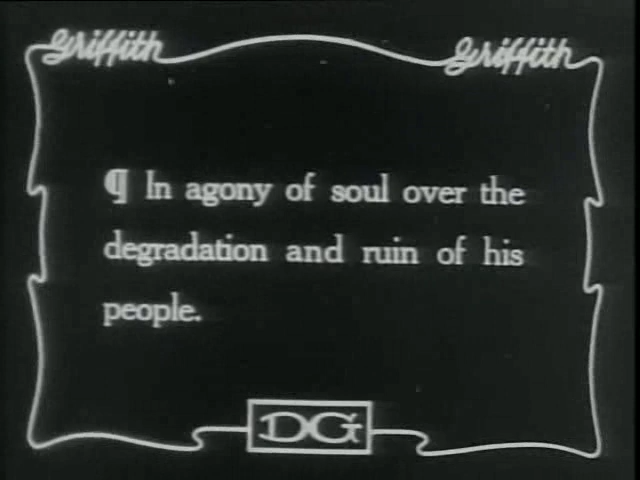 Griffith Griffith
¶ In agony of soul over the
degradation and ruin of his
people.
DG